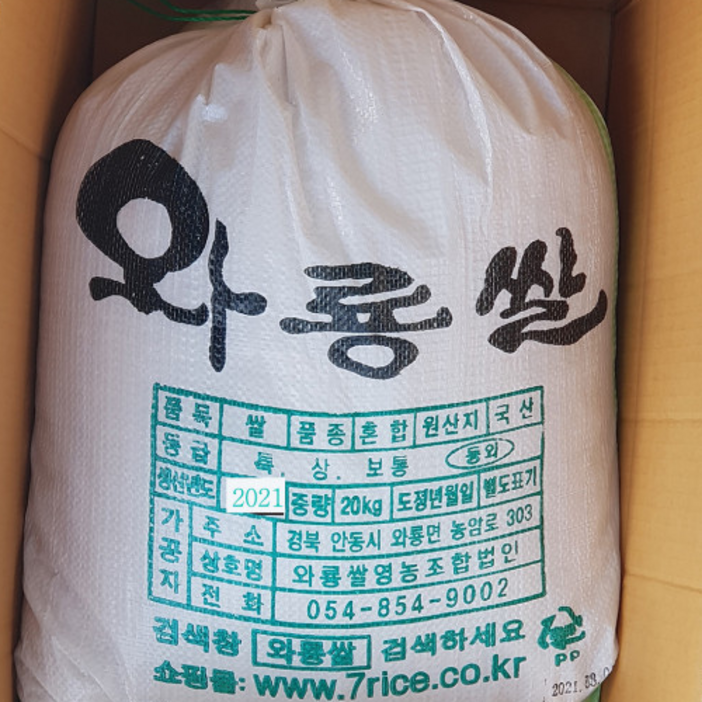 와룡쌀
품 목 쌀 품 종 혼 합 원산지 국 산
등 급 특. 상. 보통 등외
생산년도 2021 중량 20kg 도정년월일 별도표기
가공자 주 소 경북 안동시 와룡면 농암로 303
상호명 와룡쌀영농조합법인
전 화 054-854-9002
검색창 와룡쌀 검색하세요
쇼핑몰: www.7rice.co.kr
PP
2021.